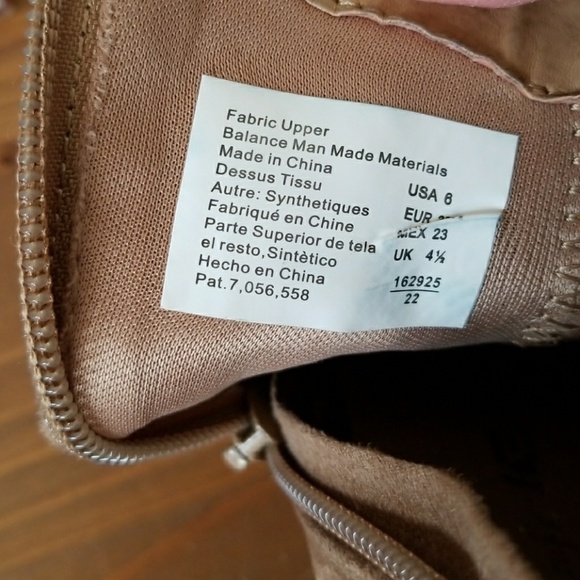 Fabric Upper
Balance Man Made Materials
Made in China
Dessus Tissu
Autre: Synthetiques
Fabriqué en Chine
Parte Superior de tela
el resto,Sintètico
Hecho en China
Pat.7,056,558
USA 6
EUR
MEX 23
UK 4½
162925
22